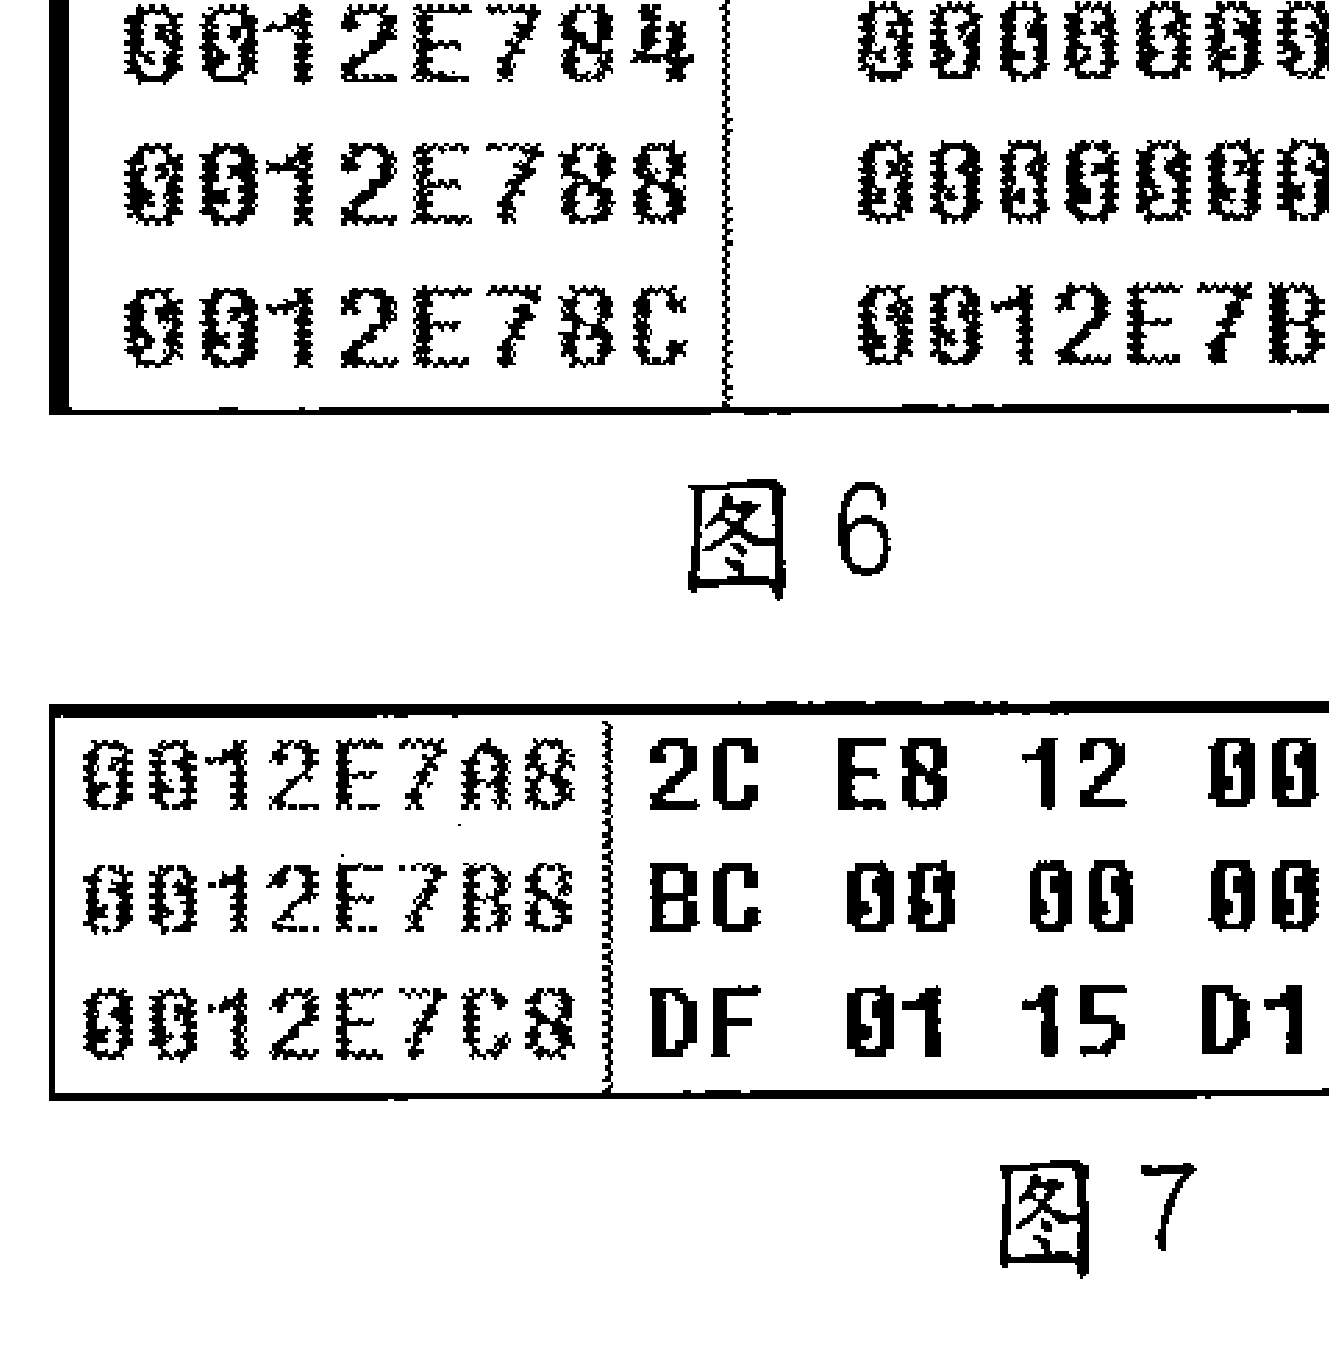 0012E784 0000000
0012E788 0000000
0012E78C 0012E7B
图 6
0012E7A8 2C E8 12 00
0012E7B8 BC 00 00 00
0012E7C8 DF 01 15 D1
图 7